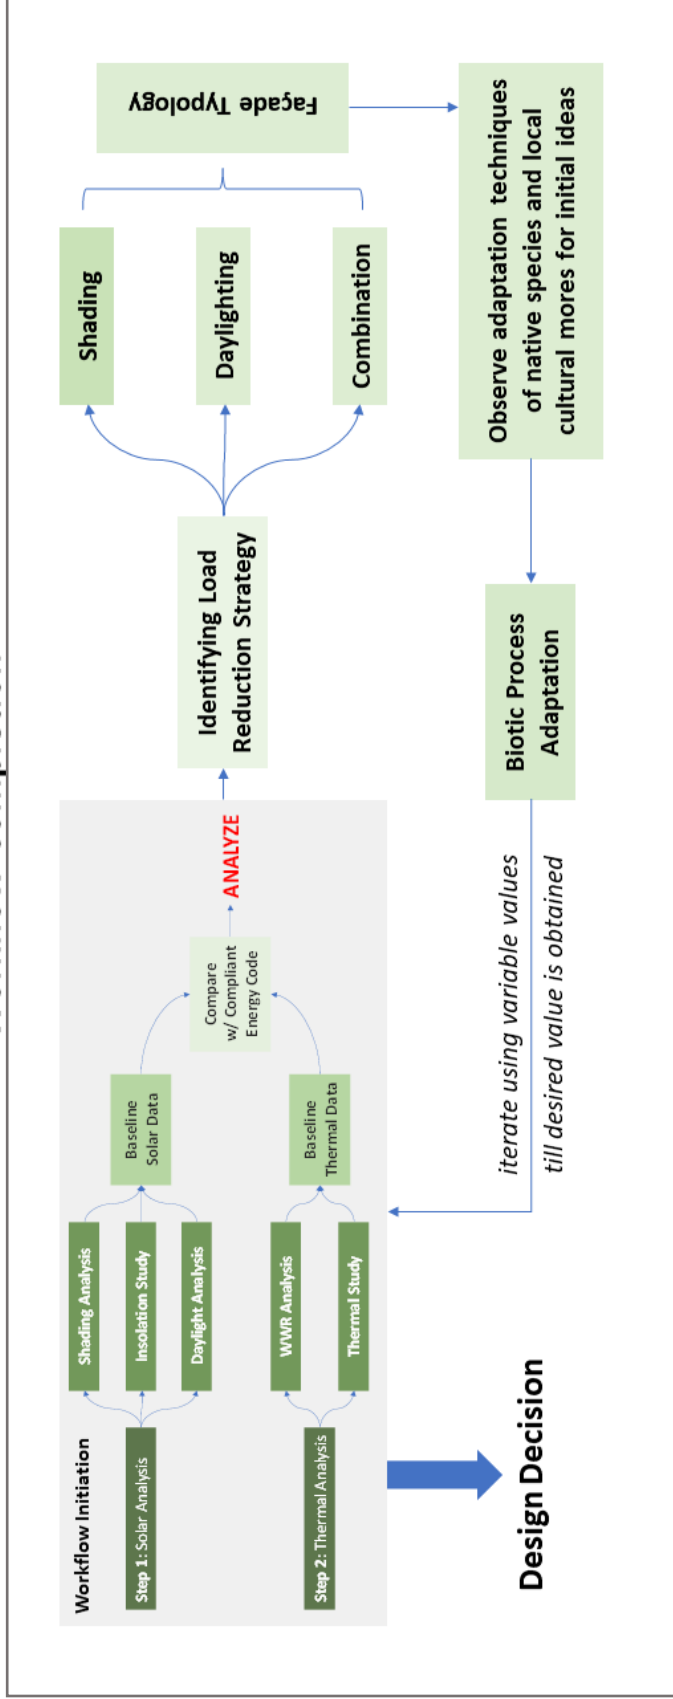 Workflow Initiation
Step 1: Solar Analysis
Shading Analysis
Insolation Study
Daylight Analysis
Baseline
Solar Data
Step 2: Thermal Analysis
WWR Analysis
Thermal Study
Baseline
Thermal Data
Compare
w/ Compliant
Energy Code
ANALYZE
Identifying Load
Reduction Strategy
Shading
Daylighting
Combination
Façade Typology
Observe adaptation techniques
of native species and local
cultural mores for initial ideas
Biotic Process
Adaptation
iterate using variable values
till desired value is obtained
Design Decision